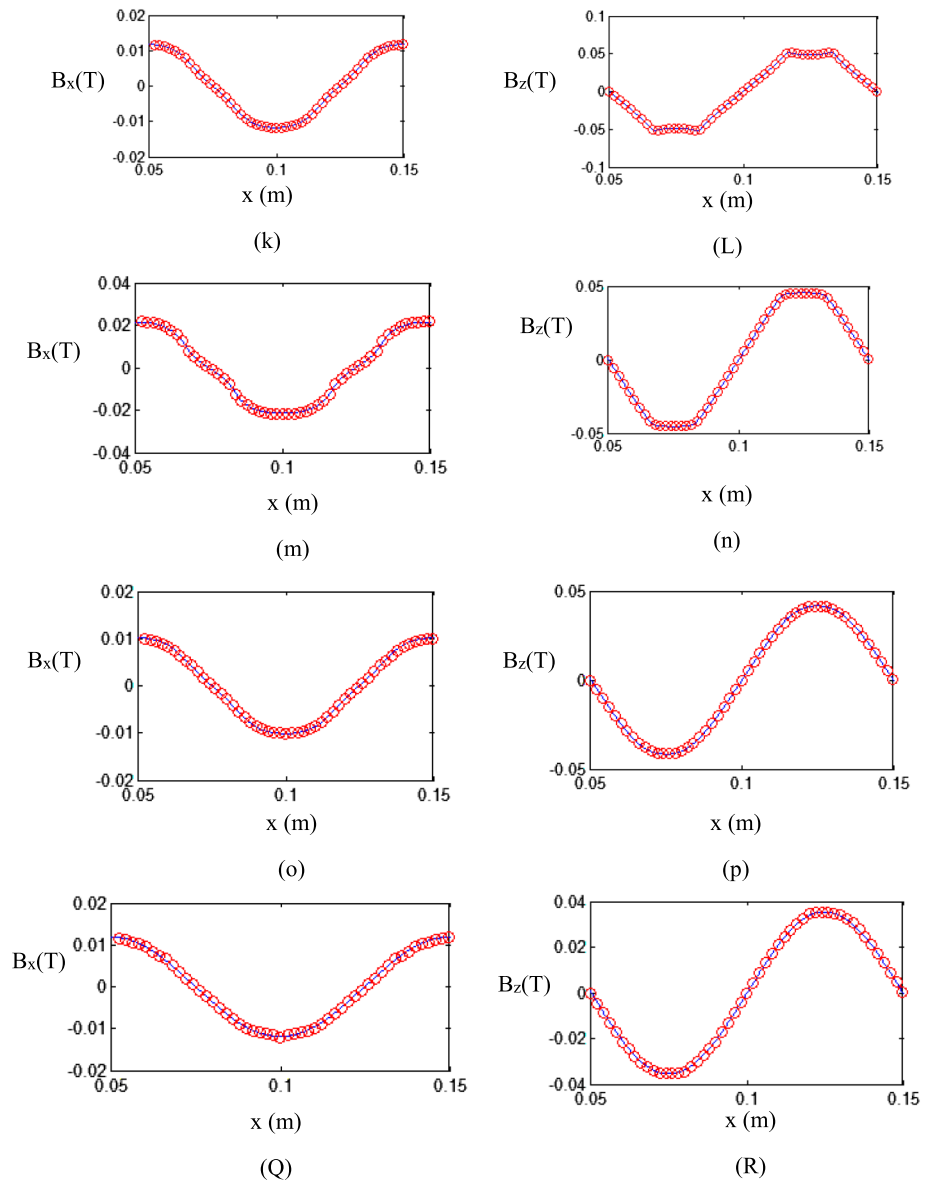 0.02
0.01
0
-0.01
-0.02
Bx(T)
0.05
0.1
0.15
x (m)
(k)
0.1
0.05
0
-0.05
-0.1
Bz(T)
0.05
0.1
0.15
x (m)
(L)
0.04
0.02
0
-0.02
-0.04
Bx(T)
0.05
0.1
0.15
x (m)
(m)
0.05
0
-0.05
Bz(T)
0.05
0.1
0.15
x (m)
(n)
0.02
0.01
0
-0.01
-0.02
Bx(T)
0.05
0.1
0.15
x (m)
(o)
0.05
0
-0.05
Bz(T)
0.05
0.1
0.15
x (m)
(p)
0.02
0.01
0
-0.01
-0.02
Bx(T)
0.05
0.1
0.15
x (m)
(Q)
0.04
0.02
0
-0.02
-0.04
Bz(T)
0.05
0.1
0.15
x (m)
(R)